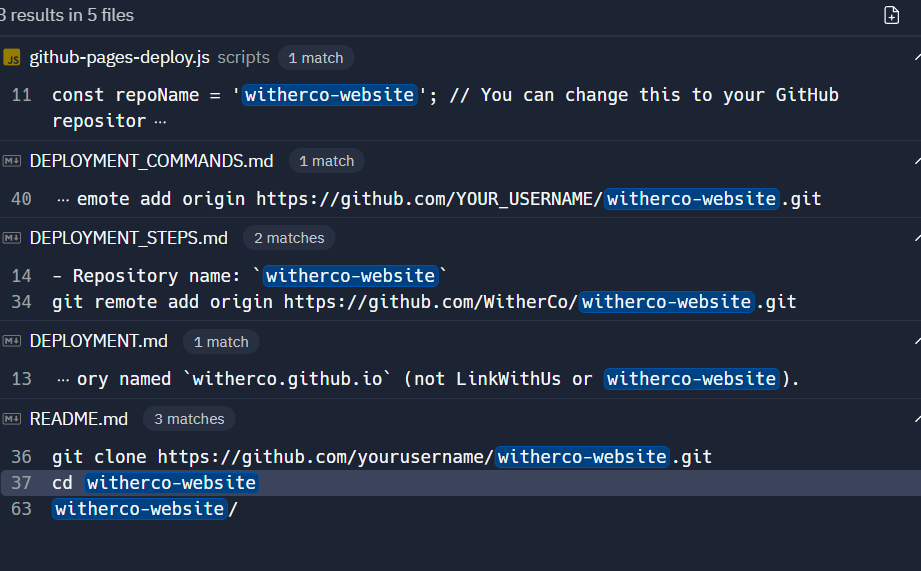 8 results in 5 files
JS github-pages-deploy.js scripts 1 match
11 const repoName = 'witherco-website'; // You can change this to your GitHub
repositor ...
M↓ DEPLOYMENT_COMMANDS.md 1 match
40 ... emote add origin https://github.com/YOUR_USERNAME/witherco-website.git
M↓ DEPLOYMENT_STEPS.md 2 matches
14 - Repository name: `witherco-website`
34 git remote add origin https://github.com/WitherCo/witherco-website.git
M↓ DEPLOYMENT.md 1 match
13 ... ory named `witherco.github.io` (not LinkWithUs or witherco-website).
M↓ README.md 3 matches
36 git clone https://github.com/yourusername/witherco-website.git
37 cd witherco-website
63 witherco-website/